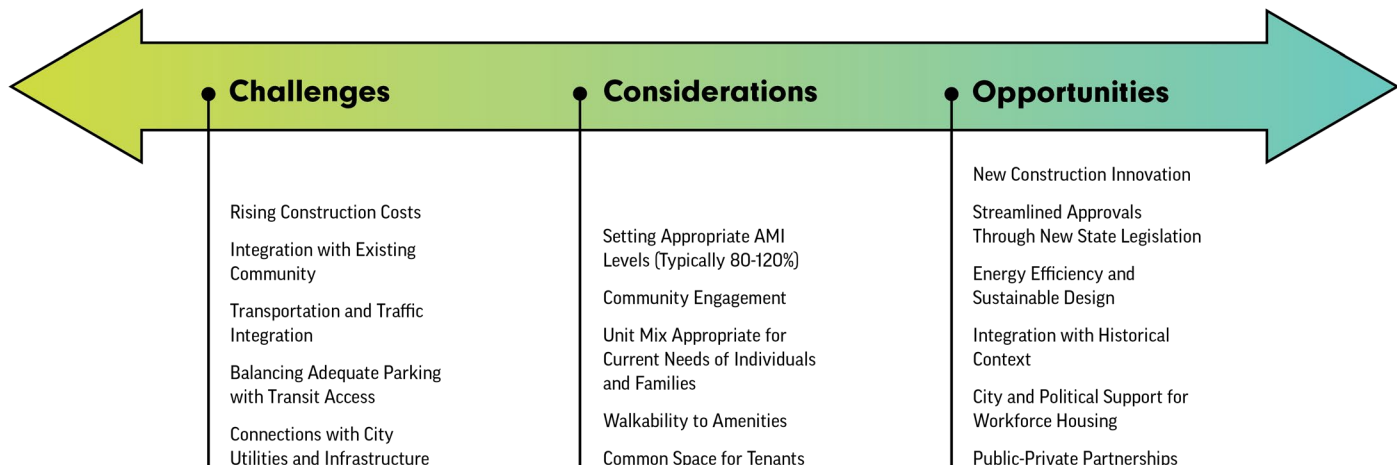 Challenges
Rising Construction Costs
Integration with Existing
Community
Transportation and Traffic
Integration
Balancing Adequate Parking
with Transit Access
Connections with City
Utilities and Infrastructure
Considerations
Setting Appropriate AMI
Levels (Typically 80-120%)
Community Engagement
Unit Mix Appropriate for
Current Needs of Individuals
and Families
Walkability to Amenities
Common Space for Tenants
Opportunities
New Construction Innovation
Streamlined Approvals
Through New State Legislation
Energy Efficiency and
Sustainable Design
Integration with Historical
Context
City and Political Support for
Workforce Housing
Public-Private Partnerships